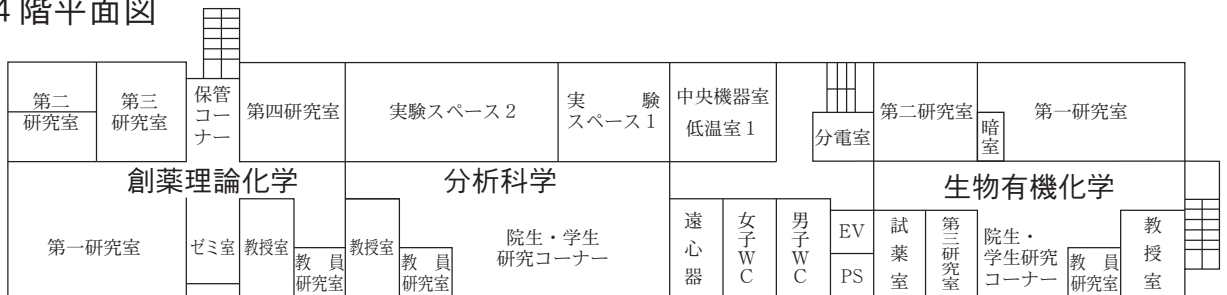 4階平面図
第二
研究室
第三
研究室
保管
コー
ナー
第四研究室
実験スペース2
実験
スペース1
中央機器室
低温室1
分電室
第二研究室
暗室
第一研究室
創薬理論化学
分析科学
生物有機化学
第一研究室
ゼミ室
教授室
教員
研究室
教授室
教員
研究室
院生・学生
研究コーナー
遠心器
女子WC
男子WC
EV
PS
試薬室
第三研究室
院生・
学生研究
コーナー
教員
研究室
教授室